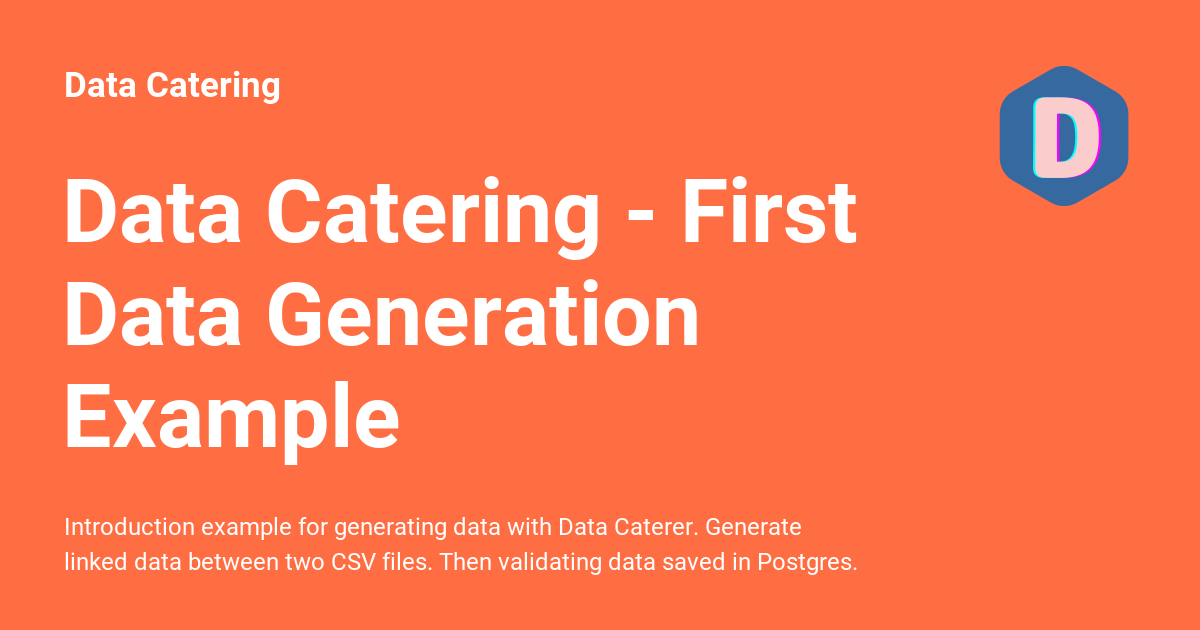 Data Catering
D
Data Catering - First
Data Generation
Example
Introduction example for generating data with Data Caterer. Generate
linked data between two CSV files. Then validating data saved in Postgres.